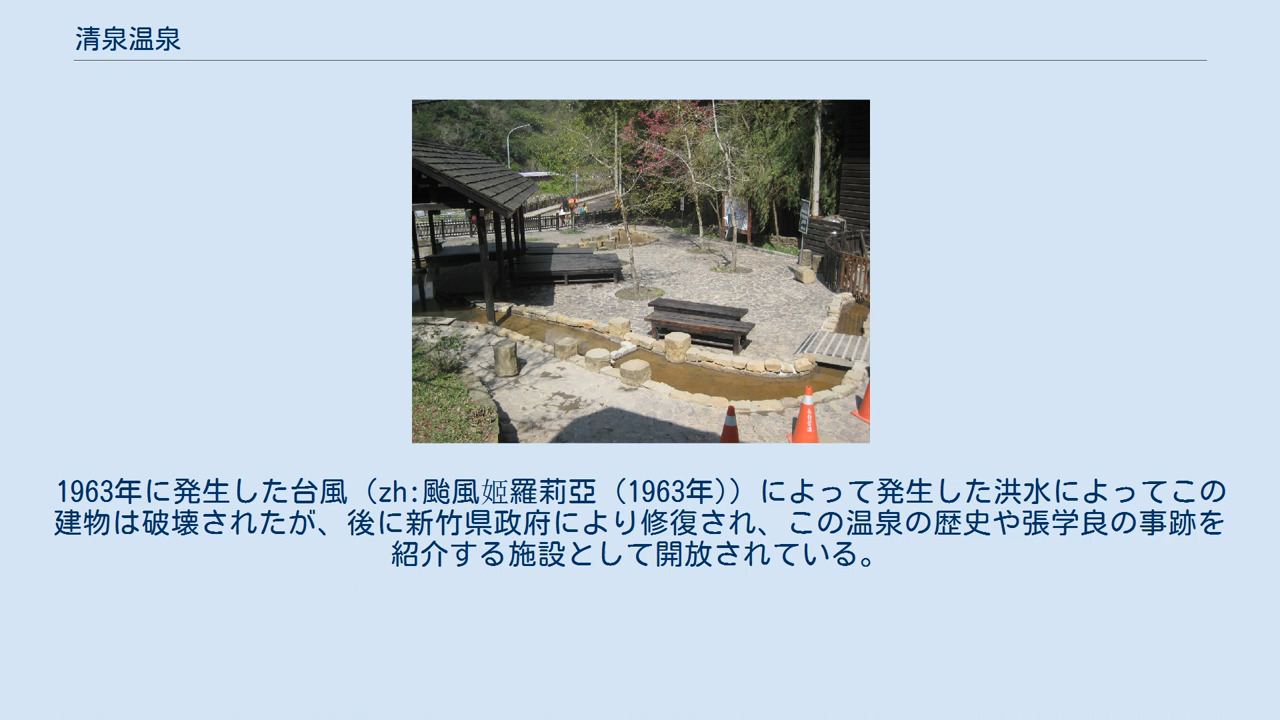 清泉温泉
1963年に発生した台風（zh:颱風姬羅莉亞（1963年））によって発生した洪水によってこの
建物は破壊されたが、後に新竹県政府により修復され、この温泉の歴史や張学良の事跡を
紹介する施設として開放されている。